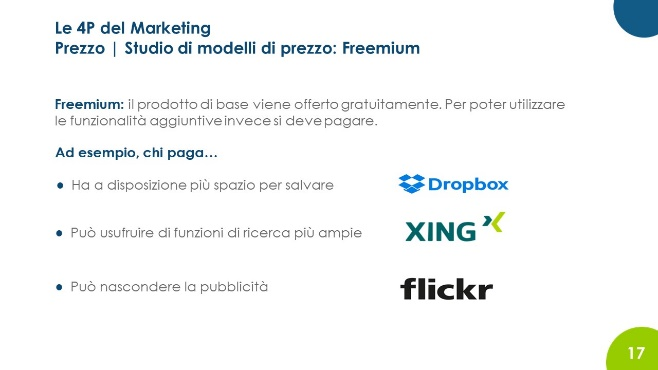 Le 4P del Marketing
Prezzo | Studio di modelli di prezzo: Freemium
Freemium: il prodotto di base viene offerto gratuitamente. Per poter utilizzare
le funzionalità aggiuntive invece si deve pagare.
Ad esempio, chi paga…
• Ha a disposizione più spazio per salvare
Dropbox
• Può usufruire di funzioni di ricerca più ampie
XING
• Può nascondere la pubblicità
flickr
17